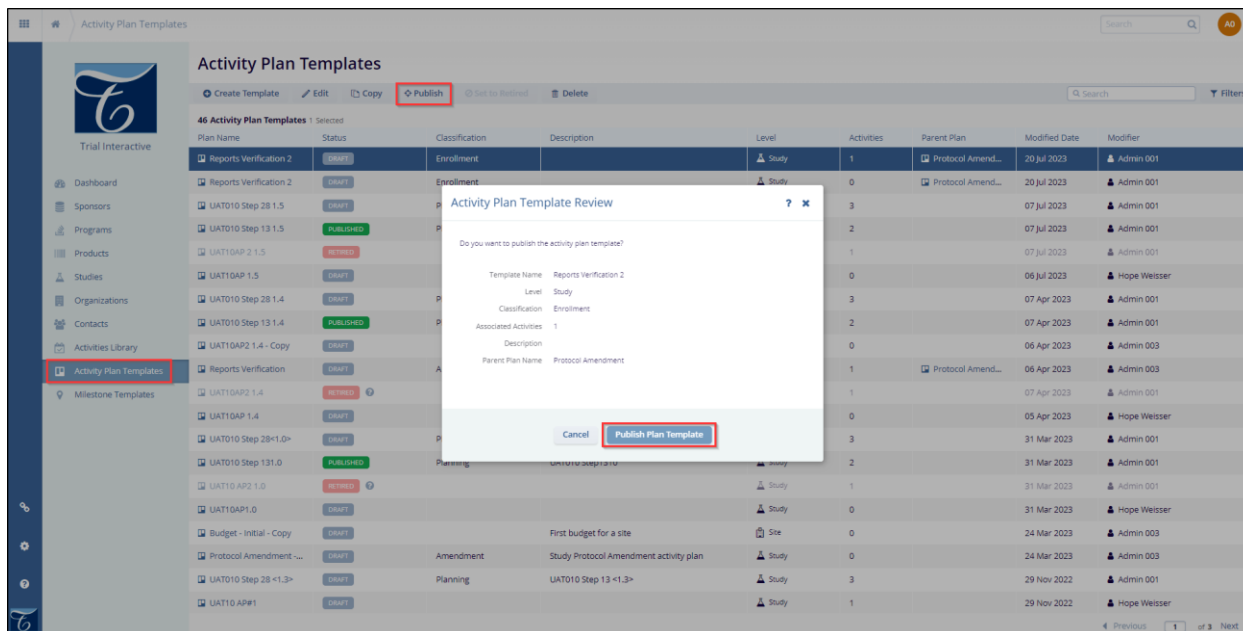 Activity Plan Templates
Search
AD
Trial Interactive
Dashboard
Sponsors
Programs
Products
Studies
Organizations
Contacts
Activities Library
Activity Plan Templates
Milestone Templates
Activity Plan Templates
Create Template Edit Copy Publish Set to Retired Delete Search Filter
46 Activity Plan Templates 1 Selected
Plan Name Status Classification Description Level Activities Parent Plan Modified Date Modifier
Reports Verification 2 DRAFT Enrollment Study 1 Protocol Amend... 20 Jul 2023 Admin 001
Reports Verification 2 DRAFT Enrollment Study 0 Protocol Amend... 20 Jul 2023 Admin 001
UAT010 Step 28 1.5 DRAFT P 3 07 Jul 2023 Admin 001
UAT010 Step 13 1.5 PUBLISHED P 2 07 Jul 2023 Admin 001
UAT10AP 2 1.5 RETIRED 1 07 Jul 2023 Admin 001
UAT10AP 1.5 DRAFT 0 06 Jul 2023 Hope Weisser
UAT010 Step 28 1.4 DRAFT P 3 07 Apr 2023 Admin 001
UAT010 Step 13 1.4 PUBLISHED P 2 07 Apr 2023 Admin 001
UAT10AP2 1.4 - Copy DRAFT 0 06 Apr 2023 Admin 003
Reports Verification DRAFT A 1 Protocol Amend... 06 Apr 2023 Admin 003
UAT10AP2 1.4 RETIRED 1 07 Apr 2023 Admin 001
UAT10AP 1.4 DRAFT 0 05 Apr 2023 Hope Weisser
UAT010 Step 28<1.0> DRAFT P 3 31 Mar 2023 Admin 001
UAT010 Step 131.0 PUBLISHED Planning UAT010 Step1310 Study 2 31 Mar 2023 Admin 001
UAT10 AP2 1.0 RETIRED Study 1 31 Mar 2023 Admin 001
UAT10AP1.0 DRAFT Study 0 31 Mar 2023 Hope Weisser
Budget - Initial - Copy DRAFT First budget for a site Site 0 24 Mar 2023 Admin 003
Protocol Amendment -... DRAFT Amendment Study Protocol Amendment activity plan Study 0 24 Mar 2023 Admin 003
UAT010 Step 28 <1.3> DRAFT Planning UAT010 Step 13 <1.3> Study 3 29 Nov 2022 Admin 001
UAT10 AP#1 DRAFT Study 1 29 Nov 2022 Hope Weisser
Previous 1 of 3 Next
Activity Plan Template Review ?
Do you want to publish the activity plan template?
Template Name Reports Verification 2
Level Study
Classification Enrollment
Associated Activities 1
Description
Parent Plan Name Protocol Amendment
Cancel Publish Plan Template